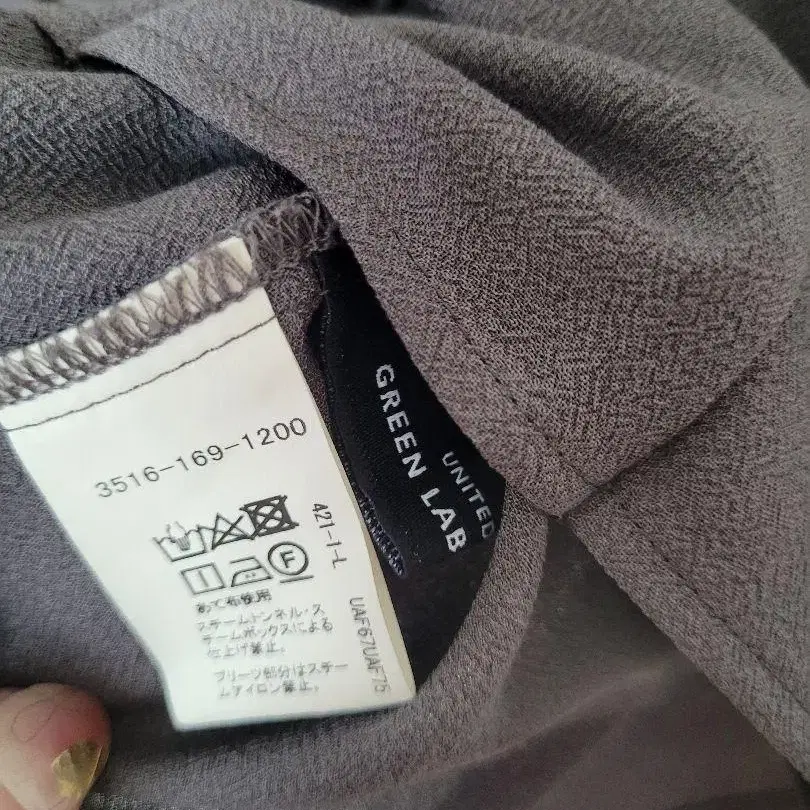 3516-169-1200
421-1-L
F
あて布使用
スチームトンネル・ス
チームボックスによる
仕上げ禁止。
プリーツ部分はスチー
ムアイロン禁止。
UAF67UAF75
GREEN LAB
UNITED